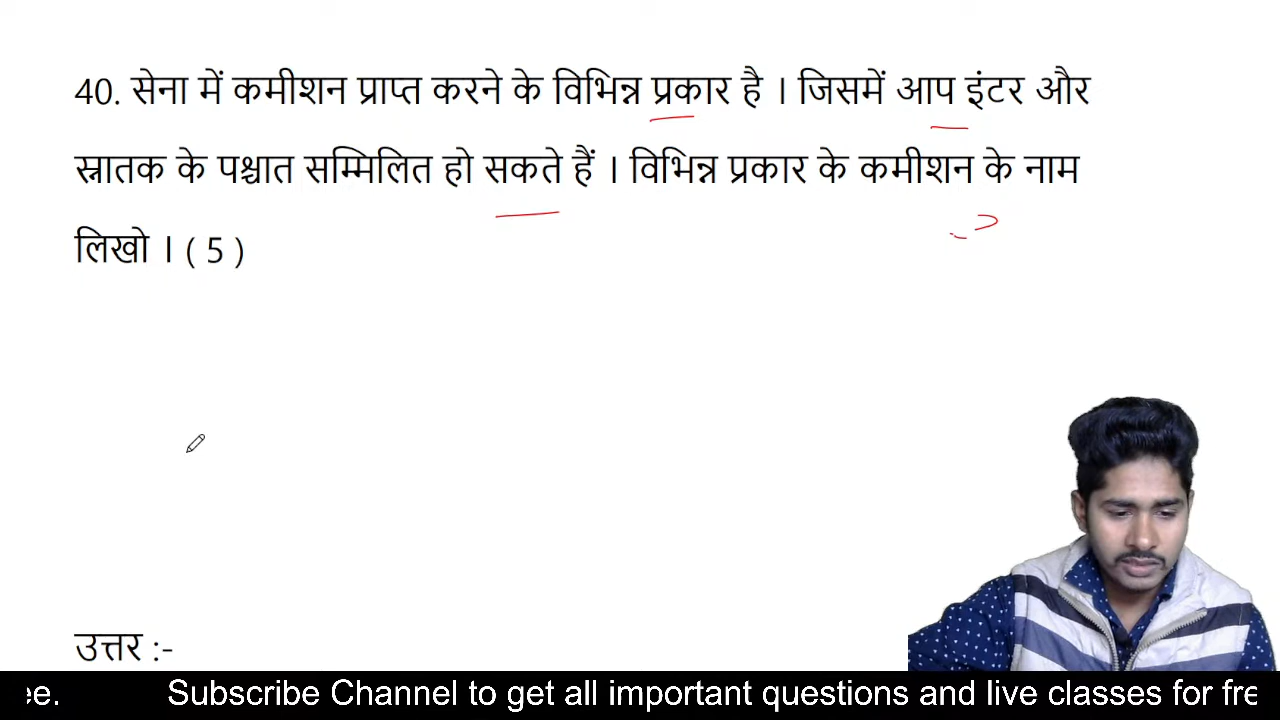 40. सेना में कमीशन प्राप्त करने के विभिन्न प्रकार है । जिसमें आप इंटर और
स्नातक के पश्चात सम्मिलित हो सकते हैं । विभिन्न प्रकार के कमीशन के नाम
लिखो । ( 5 )
उत्तर :-
ee. Subscribe Channel to get all important questions and live classes for fre